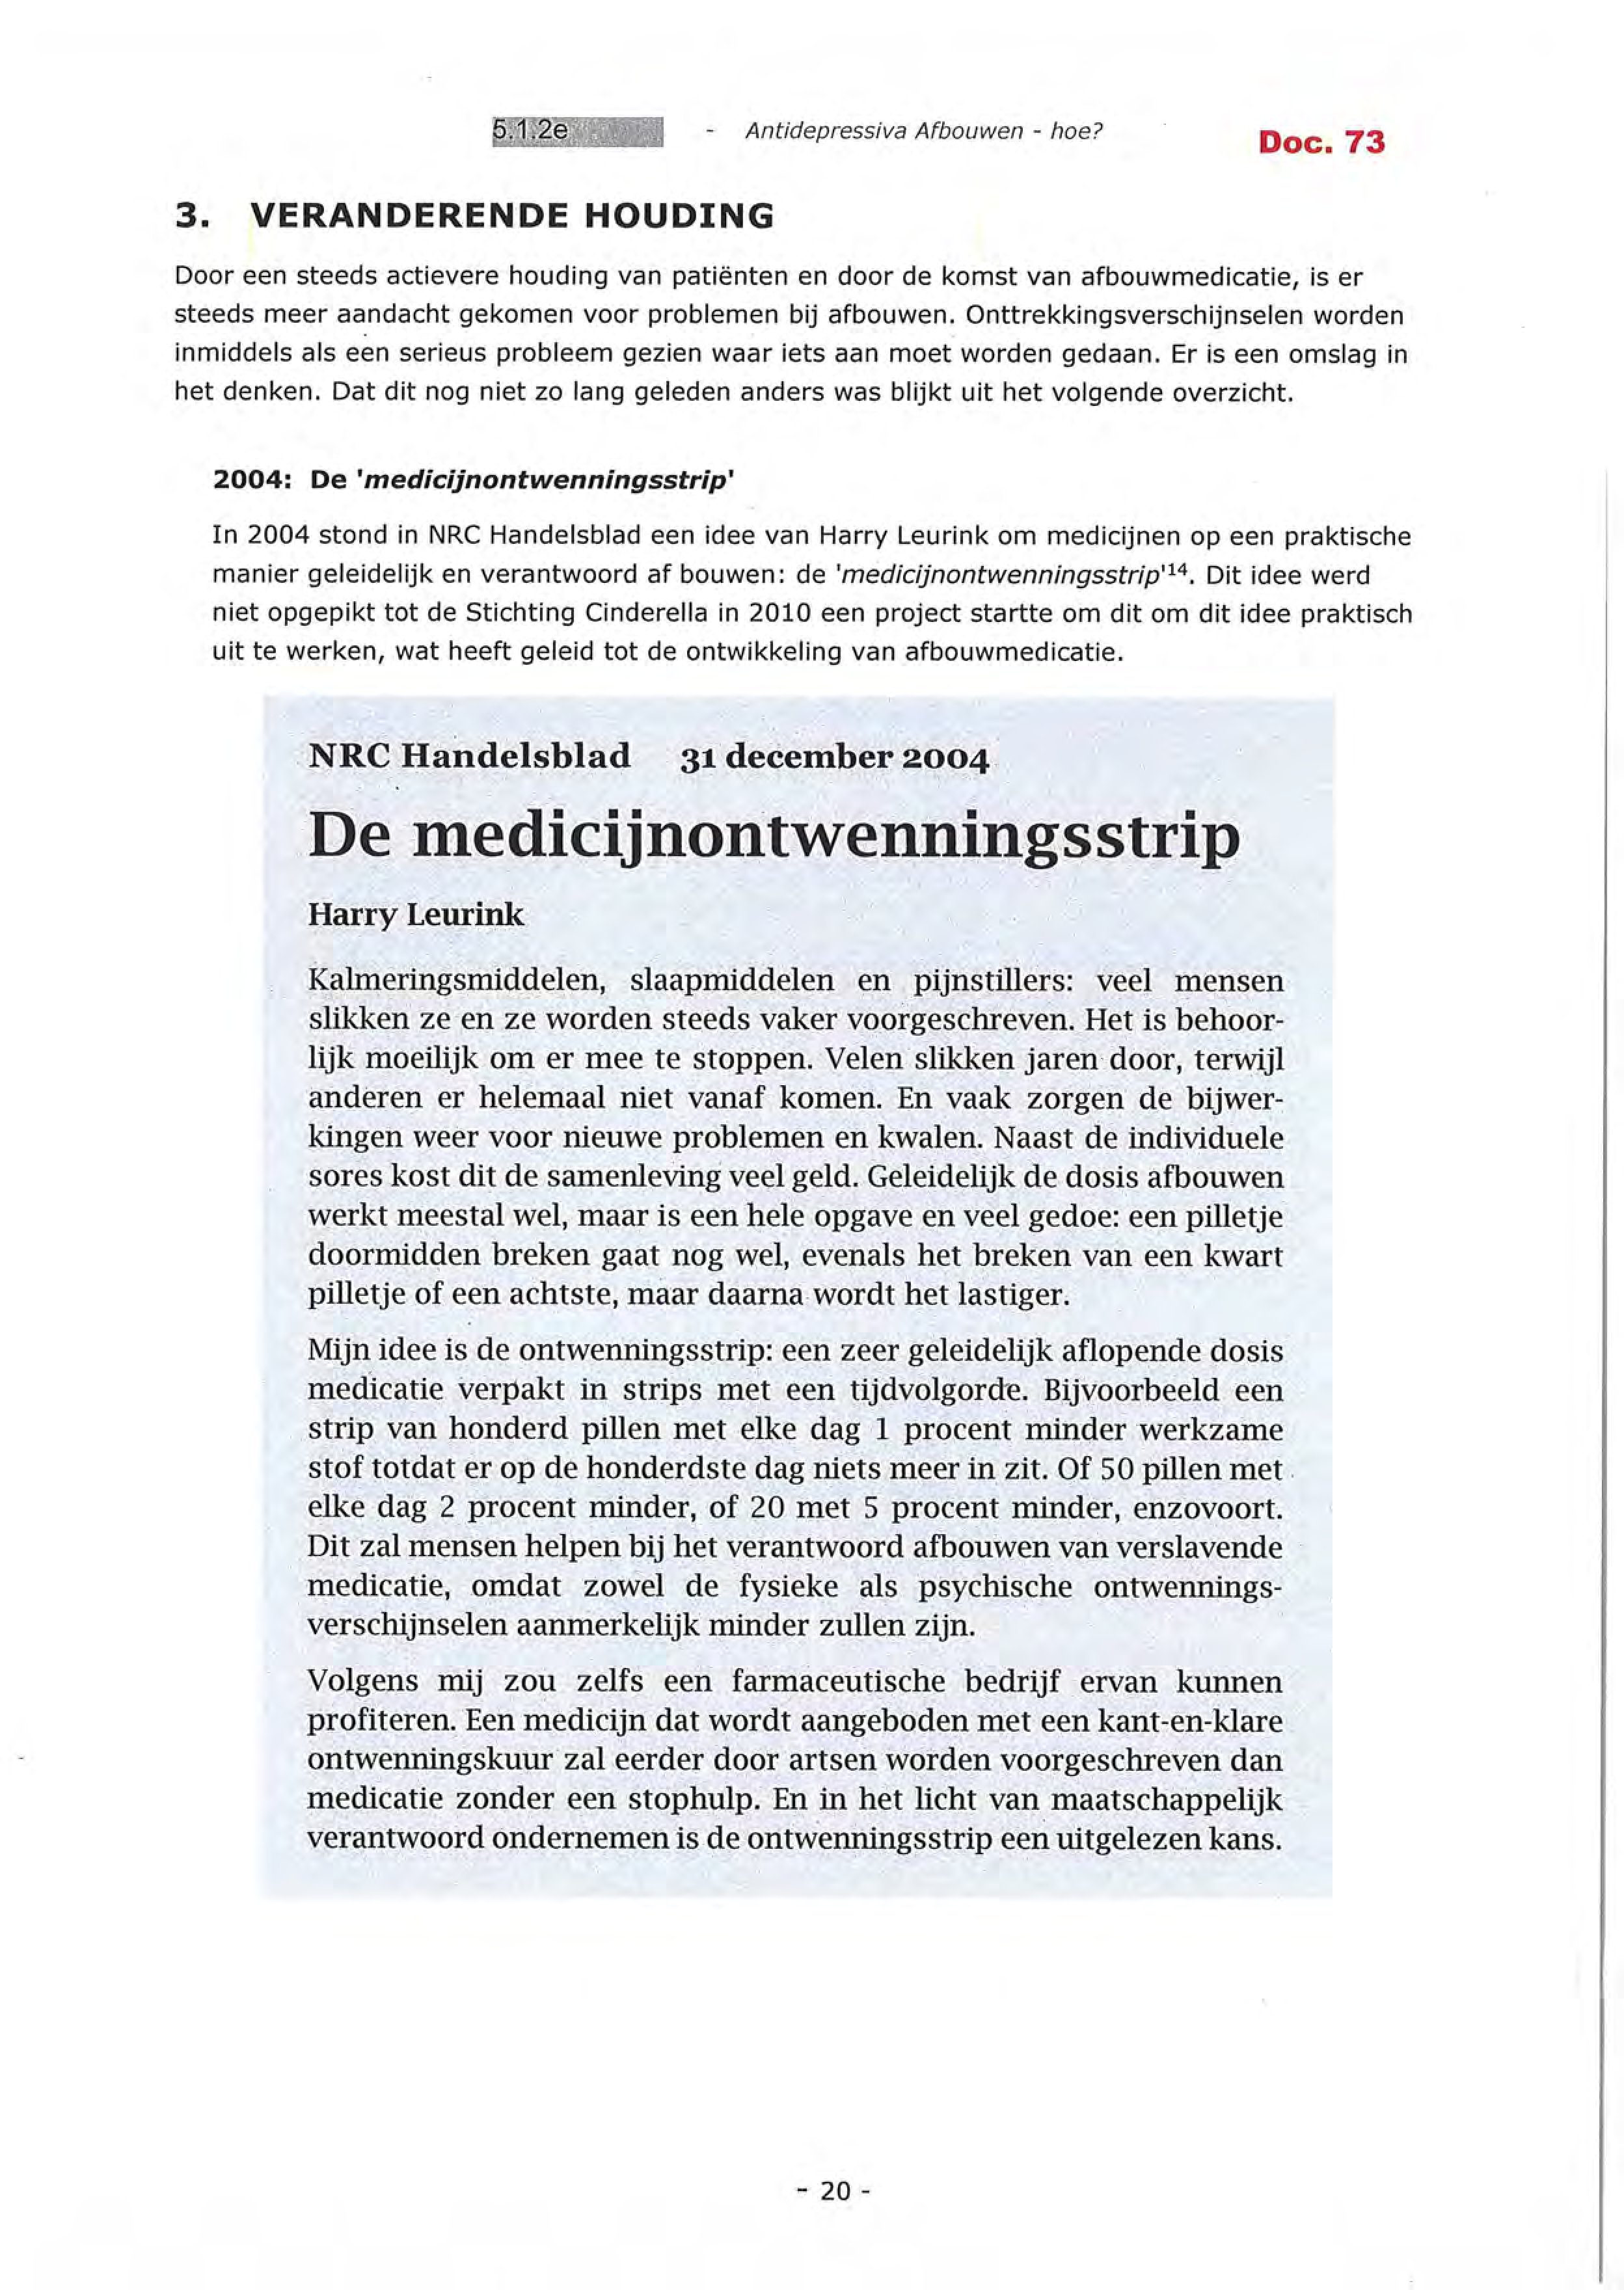 5.1.2e - Antidepressiva Afbouwen - hoe?
Doc. 73
3. VERANDERENDE HOUDING
Door een steeds actievere houding van patiënten en door de komst van afbouwmedicatie, is er
steeds meer aandacht gekomen voor problemen bij afbouwen. Onttrekkingsverschijnselen worden
inmiddels als een serieus probleem gezien waar iets aan moet worden gedaan. Er is een omslag in
het denken. Dat dit nog niet zo lang geleden anders was blijkt uit het volgende overzicht.
2004: De 'medicijnontwenningsstrip'
In 2004 stond in NRC Handelsblad een idee van Harry Leurink om medicijnen op een praktische
manier geleidelijk en verantwoord af bouwen: de 'medicijnontwenningsstrip'¹⁴. Dit idee werd
niet opgepikt tot de Stichting Cinderella in 2010 een project startte om dit om dit idee praktisch
uit te werken, wat heeft geleid tot de ontwikkeling van afbouwmedicatie.
NRC Handelsblad 31 december 2004
De medicijnontwenningsstrip
Harry Leurink
Kalmeringsmiddelen, slaapmiddelen en pijnstillers: veel mensen
slikken ze en ze worden steeds vaker voorgeschreven. Het is behoor-
lijk moeilijk om er mee te stoppen. Velen slikken jaren door, terwijl
anderen er helemaal niet vanaf komen. En vaak zorgen de bijwer-
kingen weer voor nieuwe problemen en kwalen. Naast de individuele
sores kost dit de samenleving veel geld. Geleidelijk de dosis afbouwen
werkt meestal wel, maar is een hele opgave en veel gedoe: een pilletje
doormidden breken gaat nog wel, evenals het breken van een kwart
pilletje of een achtste, maar daarna wordt het lastiger.
Mijn idee is de ontwenningsstrip: een zeer geleidelijk aflopende dosis
medicatie verpakt in strips met een tijdvolgorde. Bijvoorbeeld een
strip van honderd pillen met elke dag 1 procent minder werkzame
stof totdat er op de honderdste dag niets meer in zit. Of 50 pillen met
elke dag 2 procent minder, of 20 met 5 procent minder, enzovoort.
Dit zal mensen helpen bij het verantwoord afbouwen van verslavende
medicatie, omdat zowel de fysieke als psychische ontwennings-
verschijnselen aanmerkelijk minder zullen zijn.
Volgens mij zou zelfs een farmaceutische bedrijf ervan kunnen
profiteren. Een medicijn dat wordt aangeboden met een kant-en-klare
ontwenningskuur zal eerder door artsen worden voorgeschreven dan
medicatie zonder een stophulp. En in het licht van maatschappelijk
verantwoord ondernemen is de ontwenningsstrip een uitgelezen kans.
- 20 -